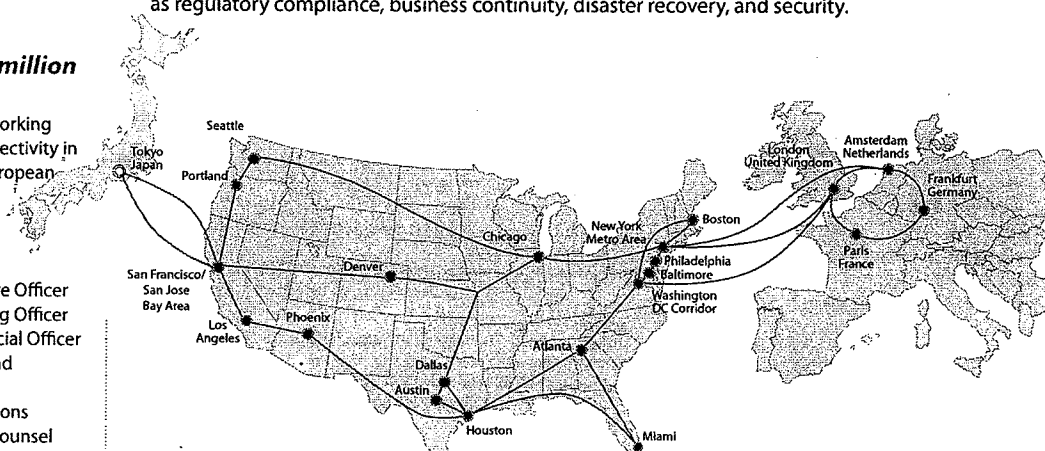 as regulatory compliance, business continuity, disaster recovery, and security.
million
orking
ectivity in
ropean
re Officer
g Officer
cial Officer
nd
ons
ounsel
Tokyo
Japan
Seattle
Portland
San Francisco/
San Jose
Bay Area
Los
Angeles
Phoenix
Denver
Chicago
Dallas
Austin
Houston
Atlanta
Miami
New York
Metro Area
Boston
Philadelphia
Baltimore
Washington
DC Corridor
London
United Kingdom
Amsterdam
Netherlands
Frankfurt
Germany
Paris
France